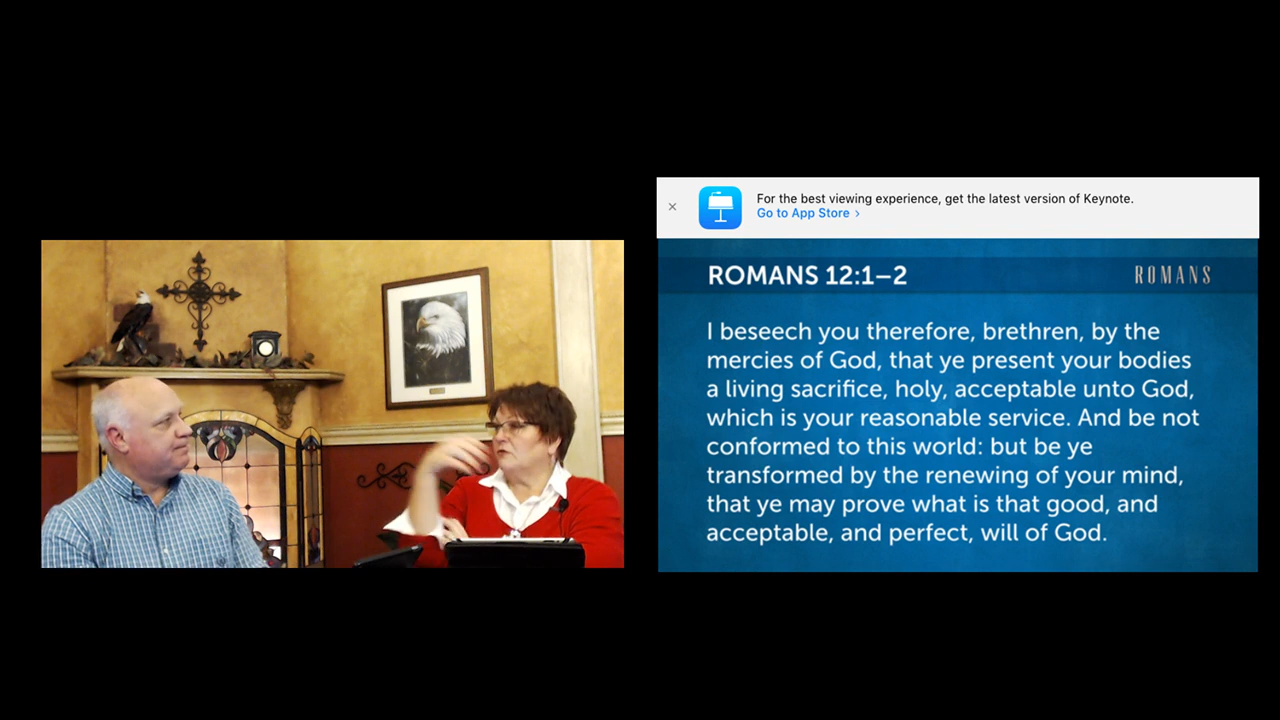 For the best viewing experience, get the latest version of Keynote.
Go to App Store >
ROMANS 12:1–2
ROMANS
I beseech you therefore, brethren, by the
mercies of God, that ye present your bodies
a living sacrifice, holy, acceptable unto God,
which is your reasonable service. And be not
conformed to this world: but be ye
transformed by the renewing of your mind,
that ye may prove what is that good, and
acceptable, and perfect, will of God.